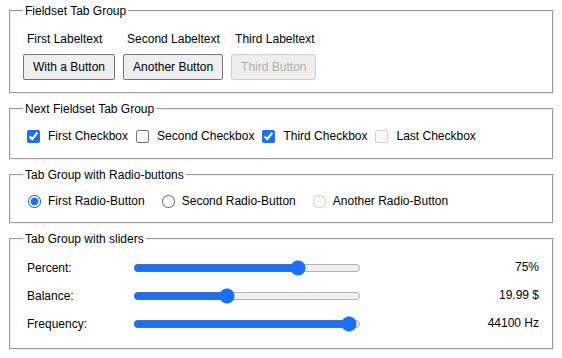 Fieldset Tab Group
First Labeltext Second Labeltext Third Labeltext
With a Button Another Button Third Button
Next Fieldset Tab Group
First Checkbox Second Checkbox Third Checkbox Last Checkbox
Tab Group with Radio-buttons
First Radio-Button Second Radio-Button Another Radio-Button
Tab Group with sliders
Percent: 75%
Balance: 19.99 $
Frequency: 44100 Hz